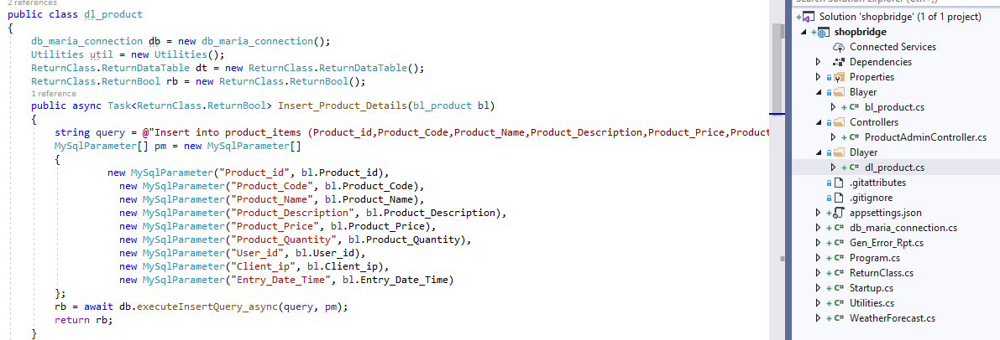 2 references
public class dl_product
{
db_maria_connection db = new db_maria_connection();
Utilities util = new Utilities();
ReturnClass.ReturnDataTable dt = new ReturnClass.ReturnDataTable();
ReturnClass.ReturnBool rb = new ReturnClass.ReturnBool();
1 reference
public async Task<ReturnClass.ReturnBool> Insert_Product_Details(bl_product bl)
{
string query = @"Insert into product_items (Product_id,Product_Code,Product_Name,Product_Description,Product_Price,Product
MySqlParameter[] pm = new MySqlParameter[]
{
new MySqlParameter("Product_id", bl.Product_id),
new MySqlParameter("Product_Code", bl.Product_Code),
new MySqlParameter("Product_Name", bl.Product_Name),
new MySqlParameter("Product_Description", bl.Product_Description),
new MySqlParameter("Product_Price", bl.Product_Price),
new MySqlParameter("Product_Quantity", bl.Product_Quantity),
new MySqlParameter("User_id", bl.User_id),
new MySqlParameter("Client_ip", bl.Client_ip),
new MySqlParameter("Entry_Date_Time", bl.Entry_Date_Time)
};
rb = await db.executeInsertQuery_async(query, pm);
return rb;
}
Search Solution Explorer (Ctrl+;)
Solution 'shopbridge' (1 of 1 project)
shopbridge
Connected Services
Dependencies
Properties
Blayer
C# bl_product.cs
Controllers
C# ProductAdminController.cs
Dlayer
C# dl_product.cs
.gitattributes
.gitignore
appsettings.json
C# db_maria_connection.cs
C# Gen_Error_Rpt.cs
C# Program.cs
C# ReturnClass.cs
C# Startup.cs
C# Utilities.cs
C# WeatherForecast.cs